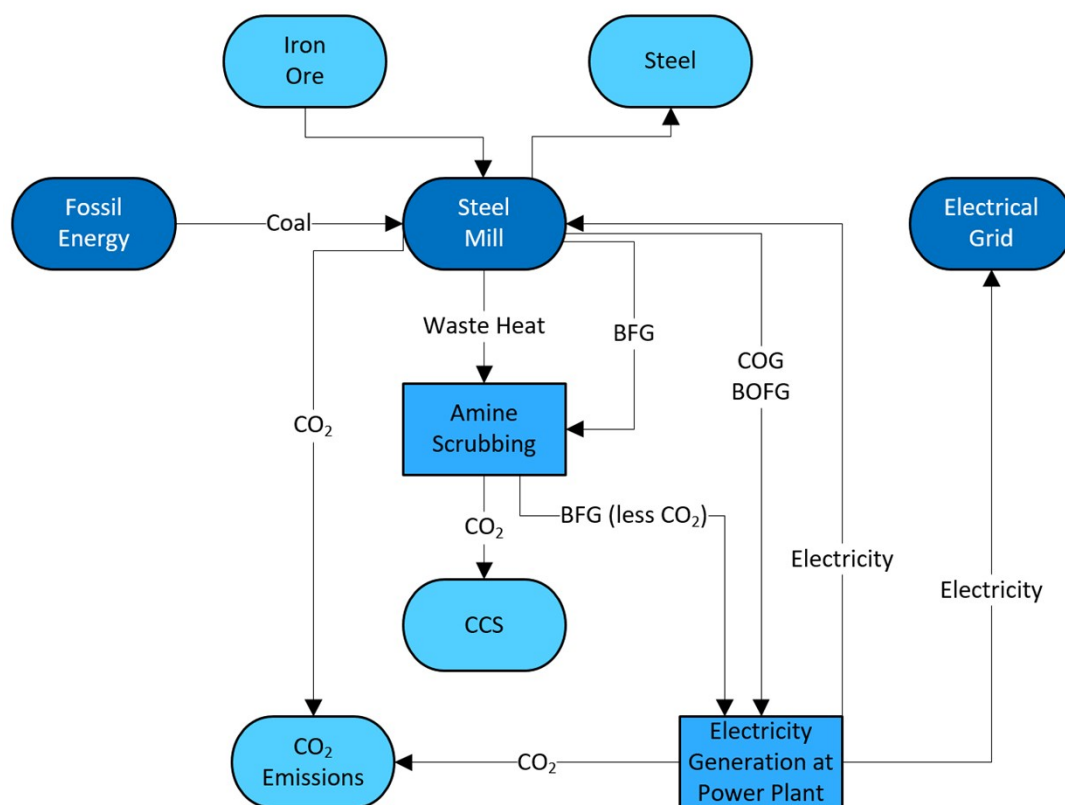 Iron
Ore
Steel
Fossil
Energy
Coal
Steel
Mill
Electrical
Grid
Waste Heat
BFG
COG
BOFG
CO₂
Amine
Scrubbing
CO₂
BFG (less CO₂)
Electricity
Electricity
CCS
CO₂
Emissions
CO₂
Electricity
Generation at
Power Plant